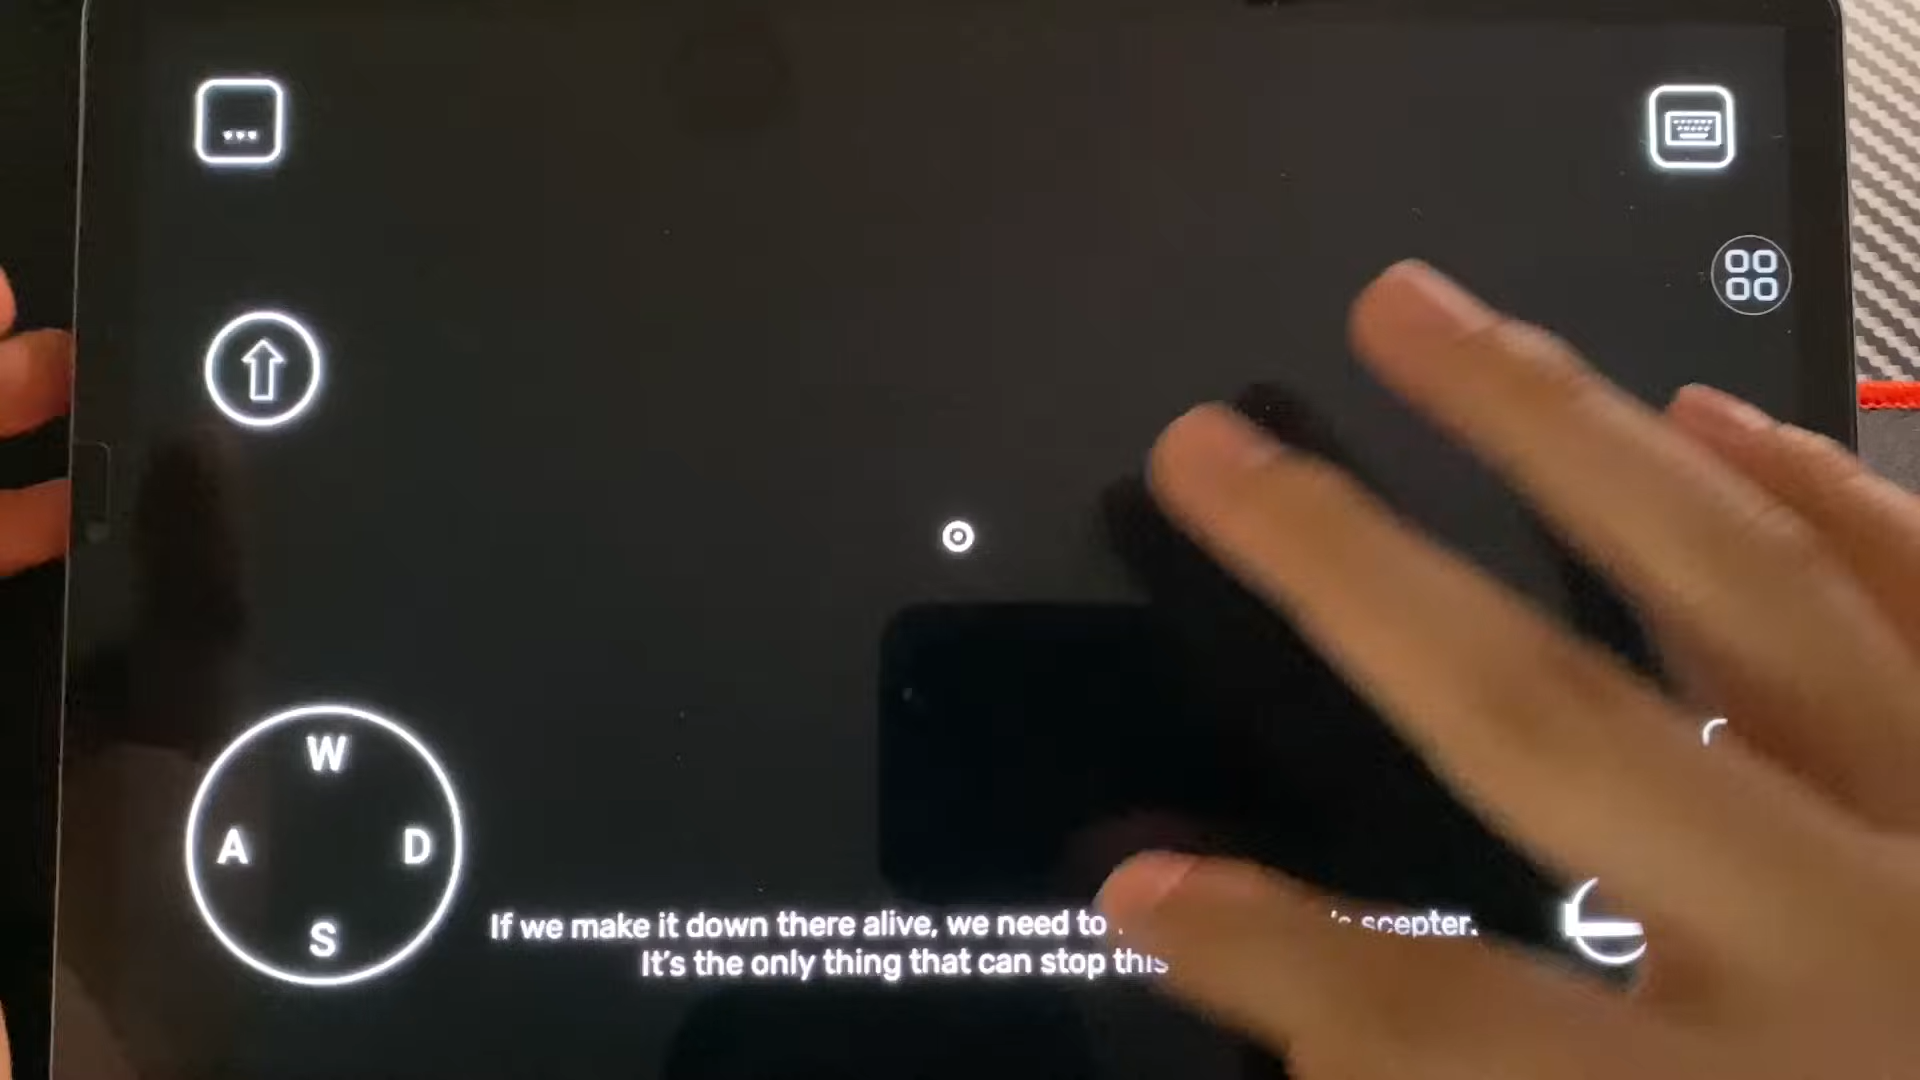 W
A D
S
If we make it down there alive, we need to scepter.
It's the only thing that can stop this